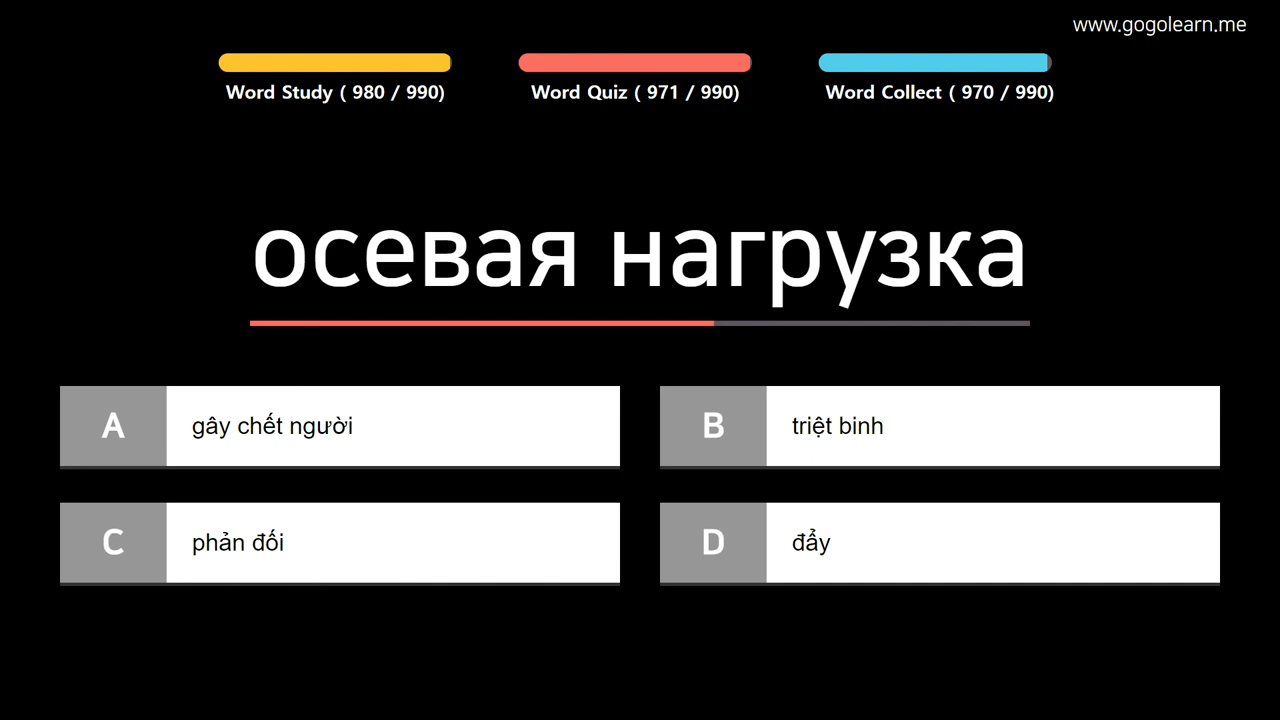 www.gogolearn.me
Word Study ( 980 / 990)
Word Quiz ( 971 / 990)
Word Collect ( 970 / 990)
осевая нагрузка
A
gây chết người
B
triệt binh
C
phản đối
D
đẩy